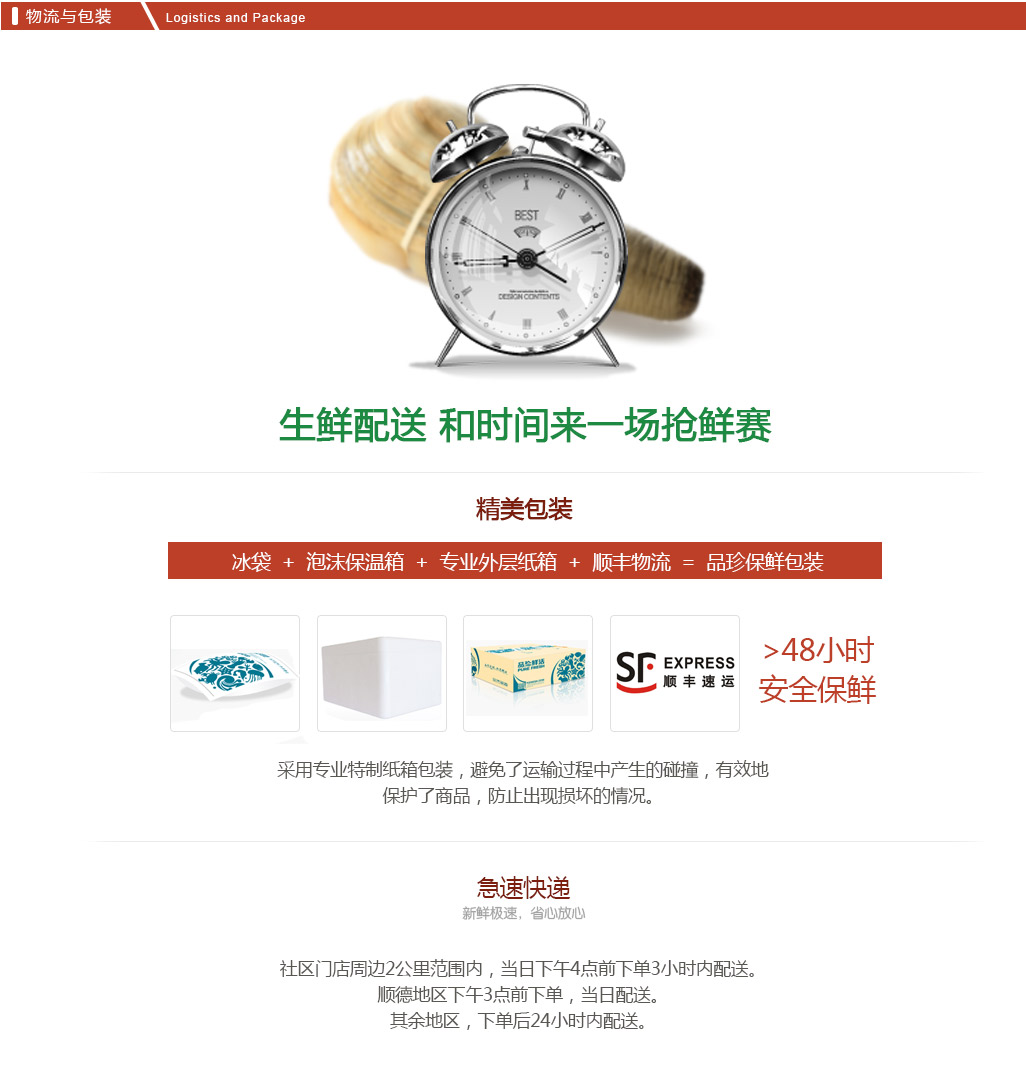 物流与包装
Logistics and Package
BEST
DESIGN CONTENTS
生鲜配送 和时间来一场抢鲜赛
精美包装
冰袋 + 泡沫保温箱 + 专业外层纸箱 + 顺丰物流 = 品珍保鲜包装
品珍鲜活
PURE FRESH
SF EXPRESS
顺丰速运
>48小时
安全保鲜
采用专业特制纸箱包装，避免了运输过程中产生的碰撞，有效地
保护了商品，防止出现损坏的情况。
急速快递
新鲜极速，省心放心
社区门店周边2公里范围内，当日下午4点前下单3小时内配送。
顺德地区下午3点前下单，当日配送。
其余地区，下单后24小时内配送。